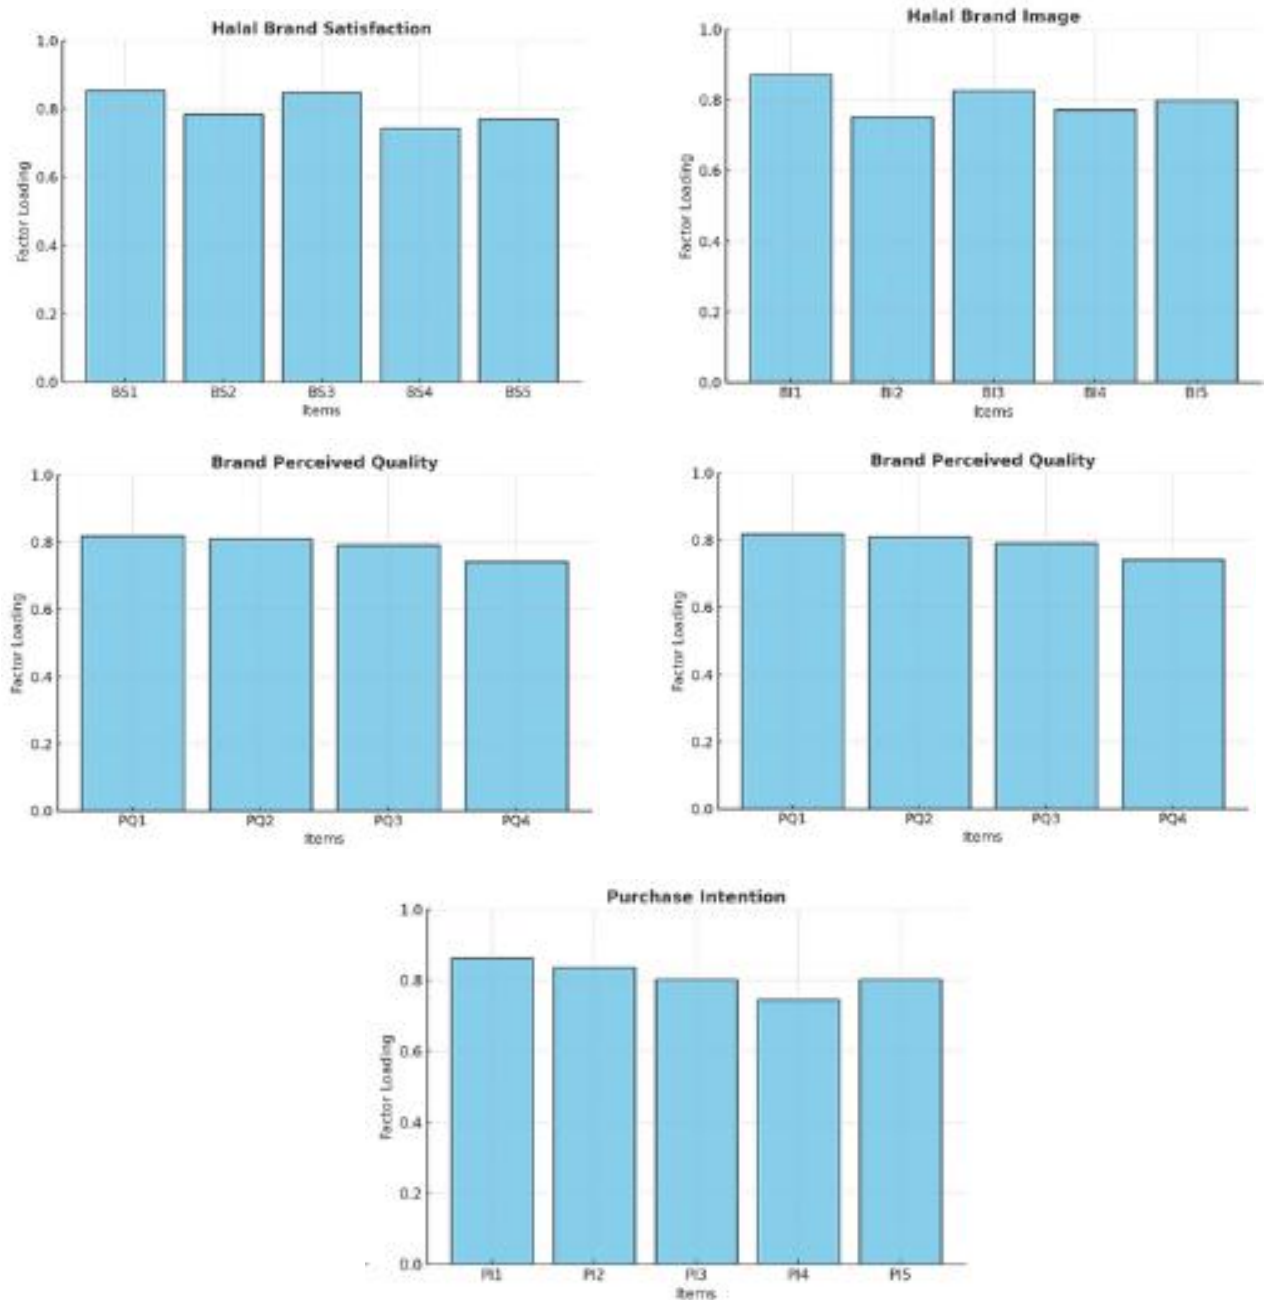 Halal Brand Satisfaction
1.0
0.8
0.6
0.4
0.2
0.0
Factor Loading
BS1 BS2 BS3 BS4 BS5
Items
Halal Brand Image
1.0
0.8
0.6
0.4
0.2
0.0
Factor Loading
BI1 BI2 BI3 BI4 BI5
Items
Brand Perceived Quality
1.0
0.8
0.6
0.4
0.2
0.0
Factor Loading
PQ1 PQ2 PQ3 PQ4
Items
Brand Perceived Quality
1.0
0.8
0.6
0.4
0.2
0.0
Factor Loading
PQ1 PQ2 PQ3 PQ4
Items
Purchase Intention
1.0
0.8
0.6
0.4
0.2
0.0
Factor Loading
PI1 PI2 PI3 PI4 PI5
Items